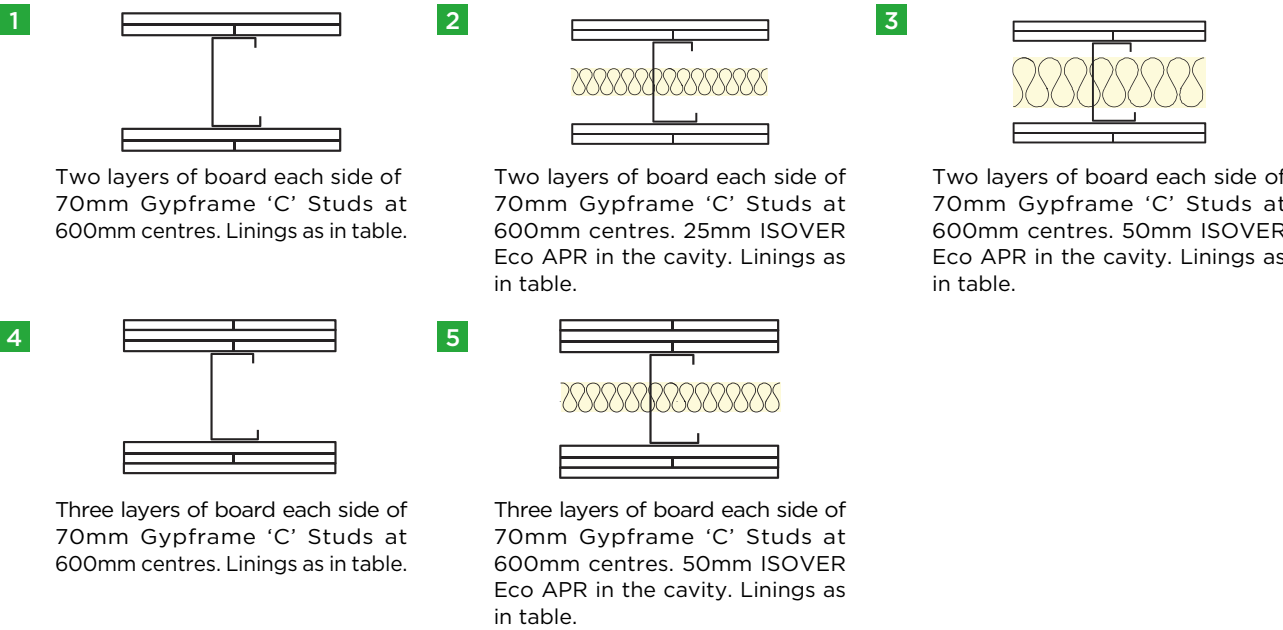 1
Two layers of board each side of
70mm Gypframe ‘C’ Studs at
600mm centres. Linings as in table.
2
Two layers of board each side of
70mm Gypframe ‘C’ Studs at
600mm centres. 25mm ISOVER
Eco APR in the cavity. Linings as
in table.
3
Two layers of board each side of
70mm Gypframe ‘C’ Studs at
600mm centres. 50mm ISOVER
Eco APR in the cavity. Linings as
in table.
4
Three layers of board each side of
70mm Gypframe ‘C’ Studs at
600mm centres. Linings as in table.
5
Three layers of board each side of
70mm Gypframe ‘C’ Studs at
600mm centres. 50mm ISOVER
Eco APR in the cavity. Linings as
in table.